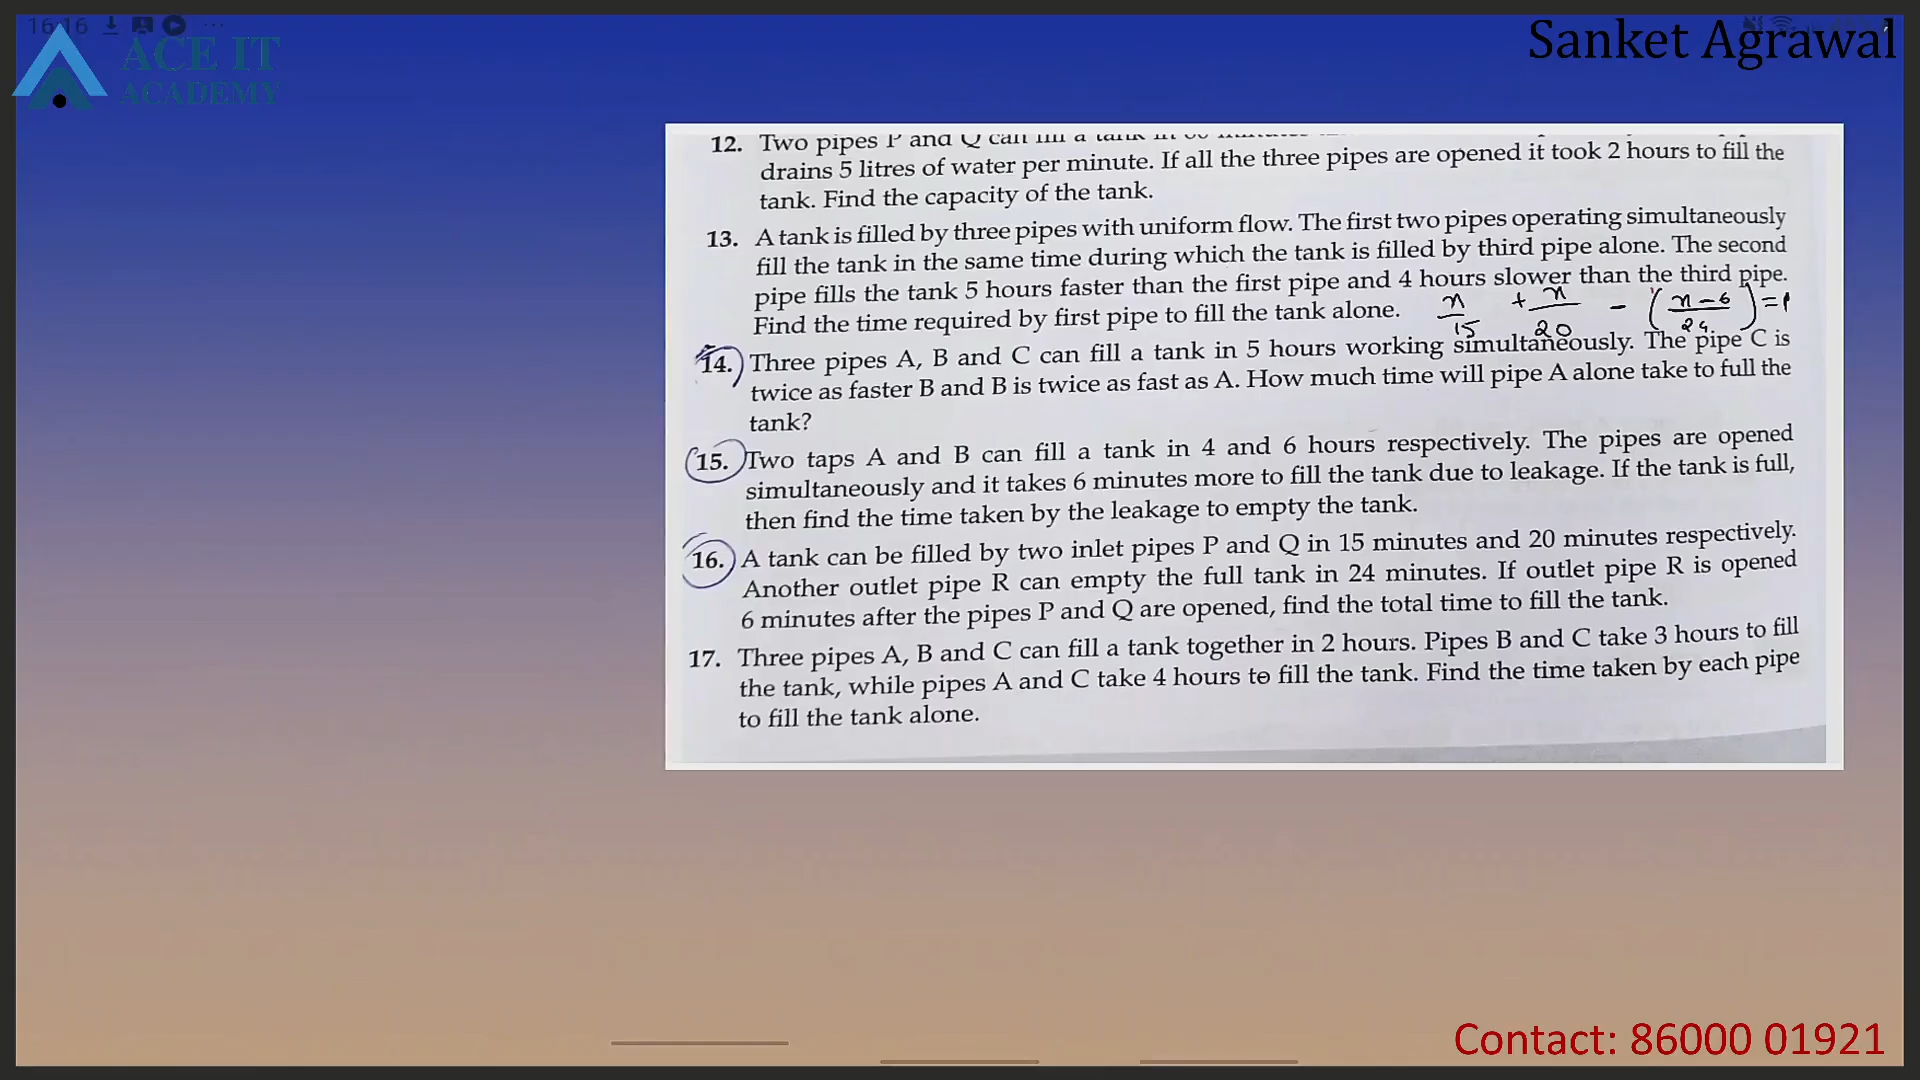 16:16
ACE IT
ACADEMY
Sanket Agrawal
12. Two pipes P and Q can fill a tank in
drains 5 litres of water per minute. If all the three pipes are opened it took 2 hours to fill the
tank. Find the capacity of the tank.
13. A tank is filled by three pipes with uniform flow. The first two pipes operating simultaneously
fill the tank in the same time during which the tank is filled by third pipe alone. The second
pipe fills the tank 5 hours faster than the first pipe and 4 hours slower than the third pipe.
Find the time required by first pipe to fill the tank alone.
n/15 + n/20 - (n-6/24) = 1
14. Three pipes A, B and C can fill a tank in 5 hours working simultaneously. The pipe C is
twice as faster B and B is twice as fast as A. How much time will pipe A alone take to full the
tank?
15. Two taps A and B can fill a tank in 4 and 6 hours respectively. The pipes are opened
simultaneously and it takes 6 minutes more to fill the tank due to leakage. If the tank is full,
then find the time taken by the leakage to empty the tank.
16. A tank can be filled by two inlet pipes P and Q in 15 minutes and 20 minutes respectively.
Another outlet pipe R can empty the full tank in 24 minutes. If outlet pipe R is opened
6 minutes after the pipes P and Q are opened, find the total time to fill the tank.
17. Three pipes A, B and C can fill a tank together in 2 hours. Pipes B and C take 3 hours to fill
the tank, while pipes A and C take 4 hours to fill the tank. Find the time taken by each pipe
to fill the tank alone.
Contact: 86000 01921